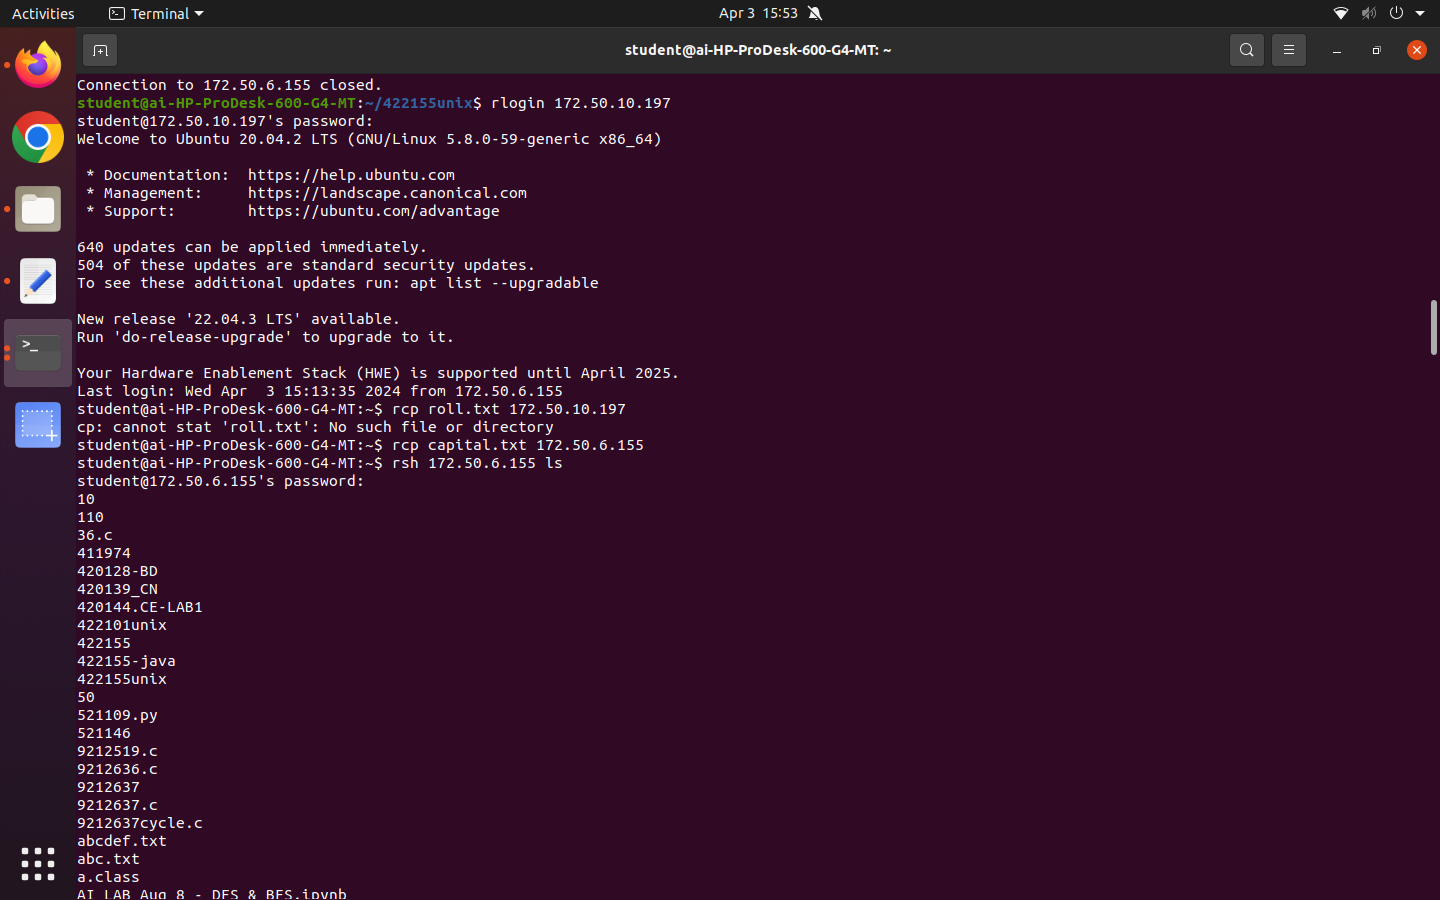 Activities
Terminal
Apr 3 15:53
student@ai-HP-ProDesk-600-G4-MT: ~
Connection to 172.50.6.155 closed.
student@ai-HP-ProDesk-600-G4-MT:~/422155unix$ rlogin 172.50.10.197
student@172.50.10.197's password:
Welcome to Ubuntu 20.04.2 LTS (GNU/Linux 5.8.0-59-generic x86_64)
* Documentation:  https://help.ubuntu.com
* Management:     https://landscape.canonical.com
* Support:        https://ubuntu.com/advantage
640 updates can be applied immediately.
504 of these updates are standard security updates.
To see these additional updates run: apt list --upgradable
New release '22.04.3 LTS' available.
Run 'do-release-upgrade' to upgrade to it.
Your Hardware Enablement Stack (HWE) is supported until April 2025.
Last login: Wed Apr  3 15:13:35 2024 from 172.50.6.155
student@ai-HP-ProDesk-600-G4-MT:~$ rcp roll.txt 172.50.10.197
cp: cannot stat 'roll.txt': No such file or directory
student@ai-HP-ProDesk-600-G4-MT:~$ rcp capital.txt 172.50.6.155
student@ai-HP-ProDesk-600-G4-MT:~$ rsh 172.50.6.155 ls
student@172.50.6.155's password:
10
110
36.c
411974
420128-BD
420139_CN
420144.CE-LAB1
422101unix
422155
422155-java
422155unix
50
521109.py
521146
9212519.c
9212636.c
9212637
9212637.c
9212637cycle.c
abcdef.txt
abc.txt
a.class
AI LAB Aug 8 - DFS & BFS.ipynb